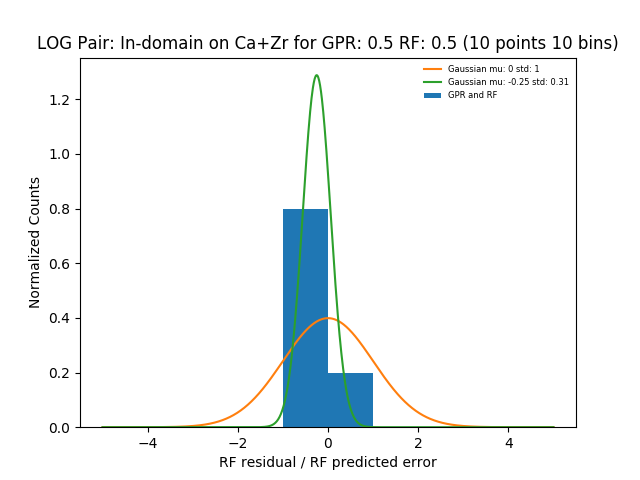 LOG Pair: In-domain on Ca+Zr for GPR: 0.5 RF: 0.5 (10 points 10 bins)
Gaussian mu: 0 std: 1
Gaussian mu: -0.25 std: 0.31
GPR and RF
Normalized Counts
1.2
1.0
0.8
0.6
0.4
0.2
0.0
−4 −2 0 2 4
RF residual / RF predicted error